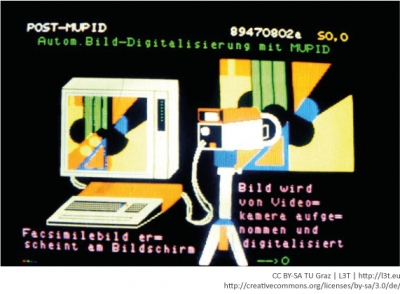 POST-MUPID 89470802a S0,0
Autom.Bild-Digitalisierung mit MUPID
Bild wird
von Video=
kamera aufge=
nommen und
digitalisiert
Facsimilebild er=
scheint am Bildschirm
-->0
CC BY-SA TU Graz | L3T | http://l3t.eu
http://creativecommons.org/licenses/by-sa/3.0/de/